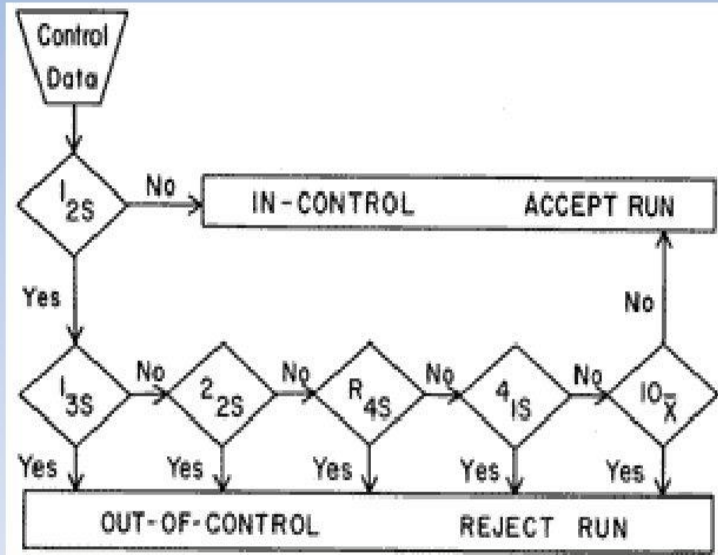 Control
Data
1 2S
No
IN-CONTROL ACCEPT RUN
Yes
No
1 3S
No
2 2S
No
R 4S
No
4 1S
No
10 X̄
Yes
Yes
Yes
Yes
Yes
OUT-OF-CONTROL REJECT RUN